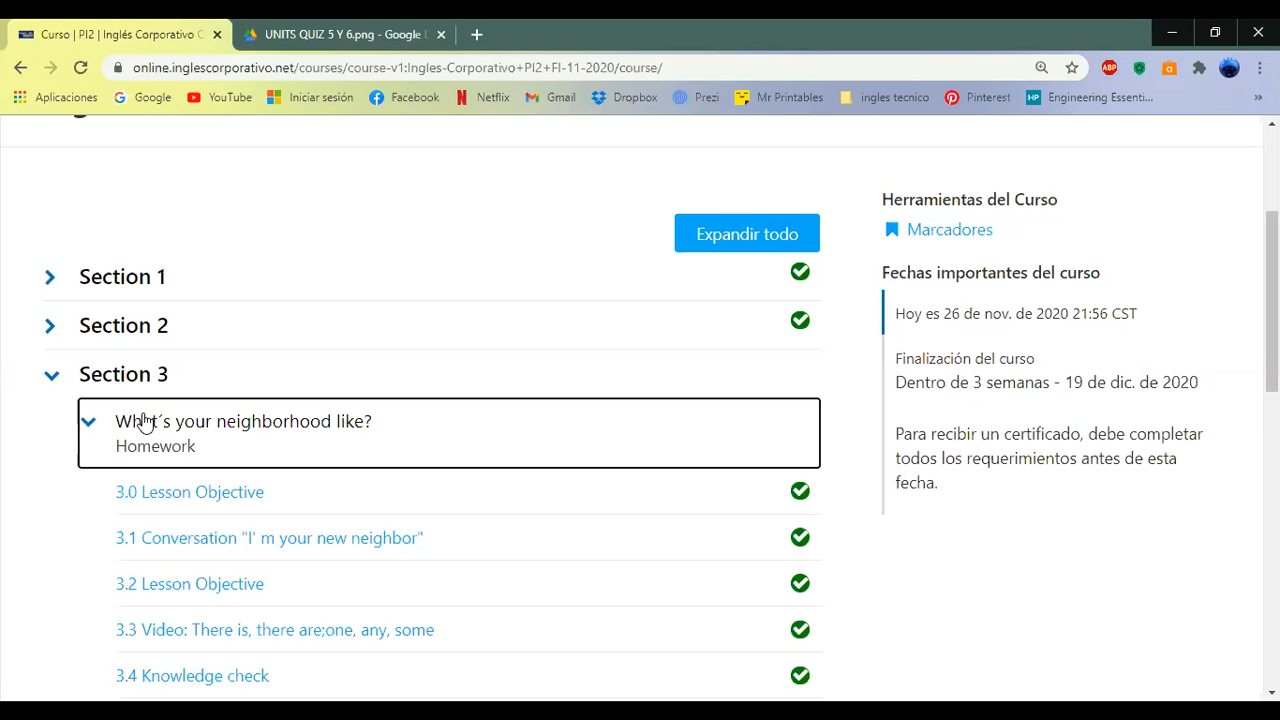 Curso | PI2 | Inglés Corporativo C
UNITS QUIZ 5 Y 6.png - Google D
online.inglescorporativo.net/courses/course-v1:Ingles-Corporativo+PI2+FI-11-2020/course/
Aplicaciones Google YouTube Iniciar sesión Facebook Netflix Gmail Dropbox Prezi Mr Printables ingles tecnico Pinterest Engineering Essenti...
Expandir todo
Section 1
Section 2
Section 3
What´s your neighborhood like?
Homework
3.0 Lesson Objective
3.1 Conversation "I' m your new neighbor"
3.2 Lesson Objective
3.3 Video: There is, there are;one, any, some
3.4 Knowledge check
Herramientas del Curso
Marcadores
Fechas importantes del curso
Hoy es 26 de nov. de 2020 21:56 CST
Finalización del curso
Dentro de 3 semanas - 19 de dic. de 2020
Para recibir un certificado, debe completar
todos los requerimientos antes de esta
fecha.